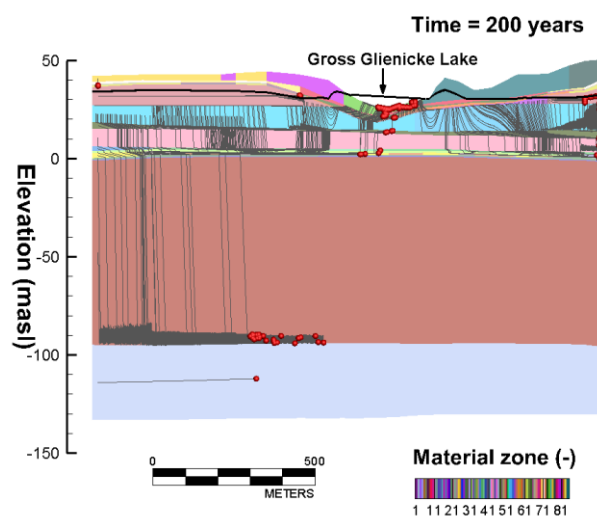 Time = 200 years
Gross Glienicke Lake
Elevation (masl)
50
0
-50
-100
-150
0 500
METERS
Material zone (-)
1 11 21 31 41 51 61 71 81